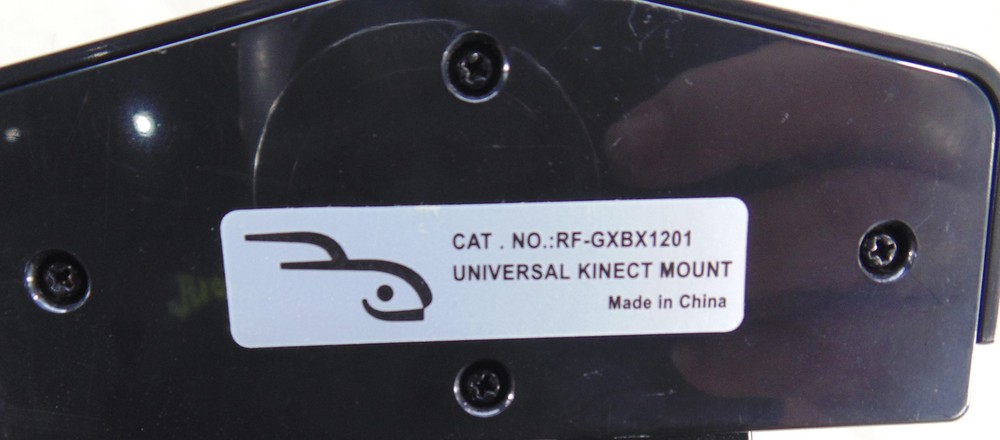 CAT . NO.:RF-GXBX1201
UNIVERSAL KINECT MOUNT
Made in China